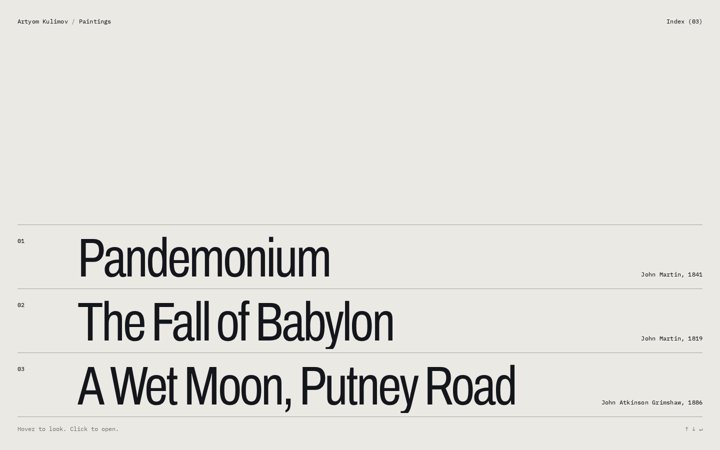 Artyom Kulimov / Paintings
Index (03)
01
Pandemonium
John Martin, 1841
02
The Fall of Babylon
John Martin, 1819
03
A Wet Moon, Putney Road
John Atkinson Grimshaw, 1886
Hover to look. Click to open.
↑ ↓ ↵